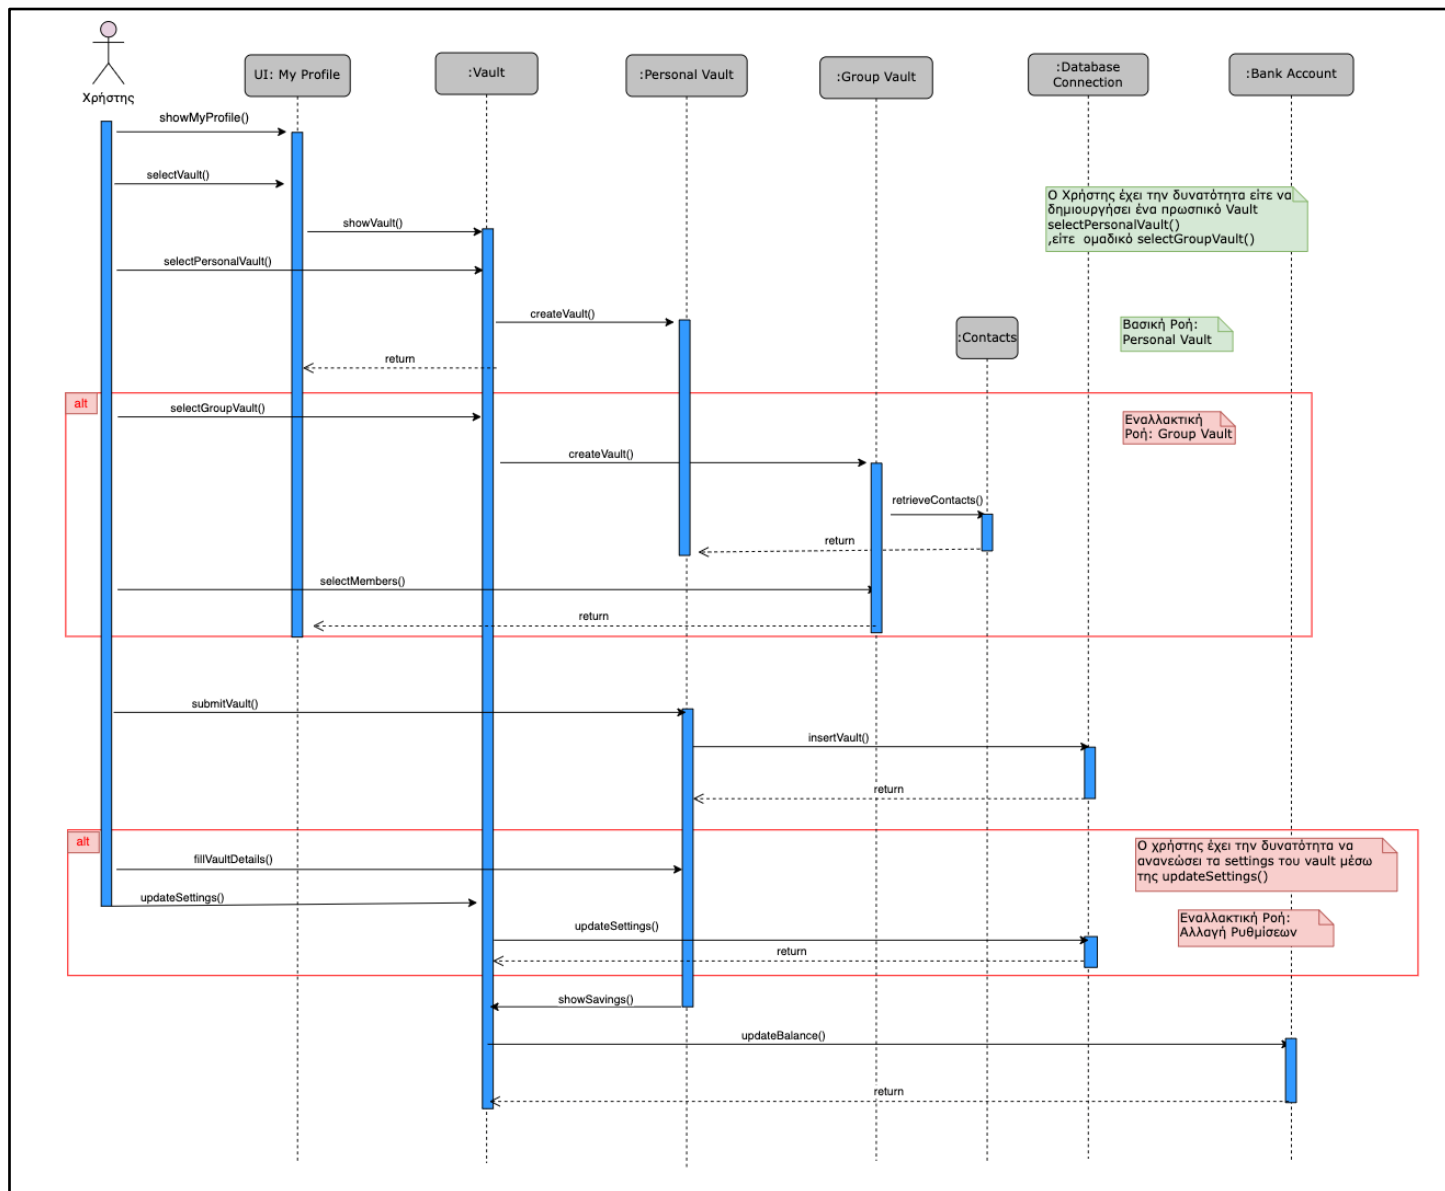 Χρήστης
UI: My Profile
:Vault
:Personal Vault
:Group Vault
:Database
Connection
:Bank Account
showMyProfile()
selectVault()
Ο Χρήστης έχει την δυνατότητα είτε να
δημιουργήσει ένα πρωσπικό Vault
selectPersonalVault()
,είτε ομαδικό selectGroupVault()
showVault()
selectPersonalVault()
createVault()
:Contacts
Βασική Ροή:
Personal Vault
return
alt
selectGroupVault()
Εναλλακτική
Ροή: Group Vault
createVault()
retrieveContacts()
return
selectMembers()
return
submitVault()
insertVault()
return
alt
Ο χρήστης έχει την δυνατότητα να
ανανεώσει τα settings του vault μέσω
της updateSettings()
fillVaultDetails()
updateSettings()
Εναλλακτική Ροή:
Αλλαγή Ρυθμίσεων
updateSettings()
return
showSavings()
updateBalance()
return